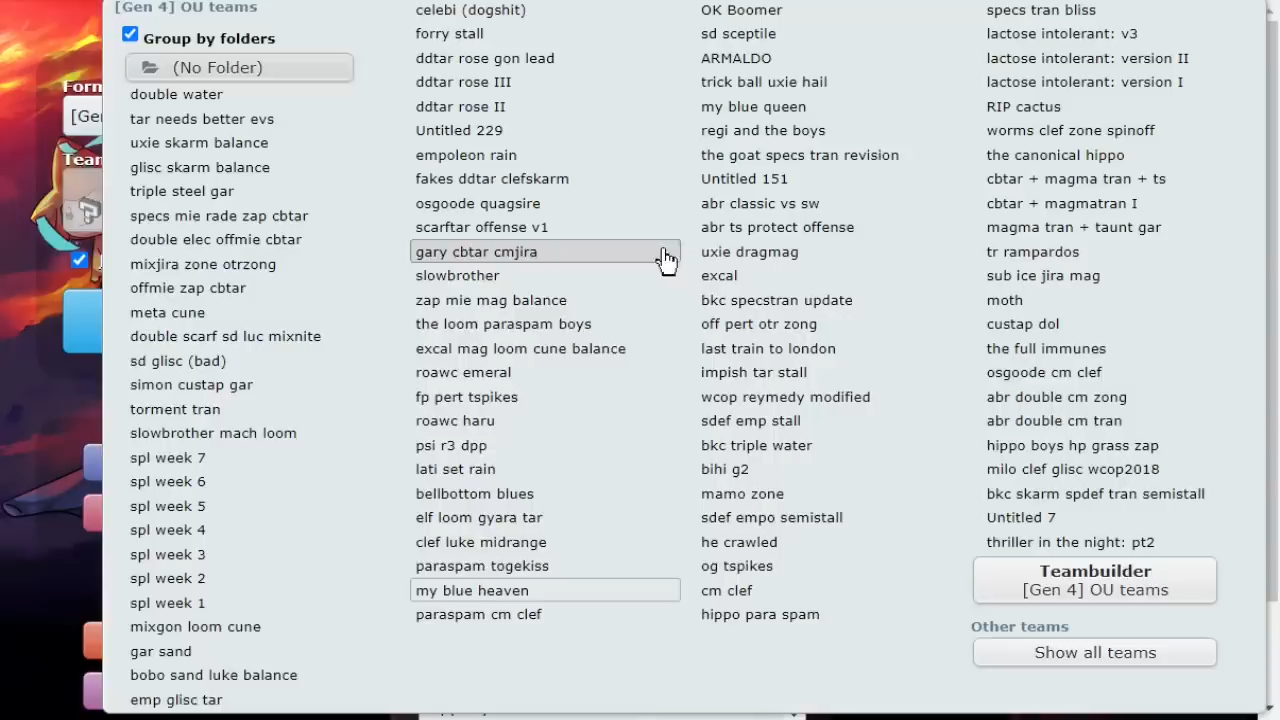 [Gen 4] OU teams
Group by folders
(No Folder)
double water
tar needs better evs
uxie skarm balance
glisc skarm balance
triple steel gar
specs mie rade zap cbtar
double elec offmie cbtar
mixjira zone otrzong
offmie zap cbtar
meta cune
double scarf sd luc mixnite
sd glisc (bad)
simon custap gar
torment tran
slowbrother mach loom
spl week 7
spl week 6
spl week 5
spl week 4
spl week 3
spl week 2
spl week 1
mixgon loom cune
gar sand
bobo sand luke balance
emp glisc tar
celebi (dogshit)
forry stall
ddtar rose gon lead
ddtar rose III
ddtar rose II
Untitled 229
empoleon rain
fakes ddtar clefskarm
osgoode quagsire
scarftar offense v1
gary cbtar cmjira
slowbrother
zap mie mag balance
the loom paraspam boys
excal mag loom cune balance
roawc emeral
fp pert tspikes
roawc haru
psi r3 dpp
lati set rain
bellbottom blues
elf loom gyara tar
clef luke midrange
paraspam togekiss
my blue heaven
paraspam cm clef
OK Boomer
sd sceptile
ARMALDO
trick ball uxie hail
my blue queen
regi and the boys
the goat specs tran revision
Untitled 151
abr classic vs sw
abr ts protect offense
uxie dragmag
excal
bkc specstran update
off pert otr zong
last train to london
impish tar stall
wcop reymedy modified
sdef emp stall
bkc triple water
bihi g2
mamo zone
sdef empo semistall
he crawled
og tspikes
cm clef
hippo para spam
specs tran bliss
lactose intolerant: v3
lactose intolerant: version II
lactose intolerant: version I
RIP cactus
worms clef zone spinoff
the canonical hippo
cbtar + magma tran + ts
cbtar + magmatran I
magma tran + taunt gar
tr rampardos
sub ice jira mag
moth
custap dol
the full immunes
osgoode cm clef
abr double cm zong
abr double cm tran
hippo boys hp grass zap
milo clef glisc wcop2018
bkc skarm spdef tran semistall
Untitled 7
thriller in the night: pt2
Teambuilder
[Gen 4] OU teams
Other teams
Show all teams
Form
[Ge
Tean